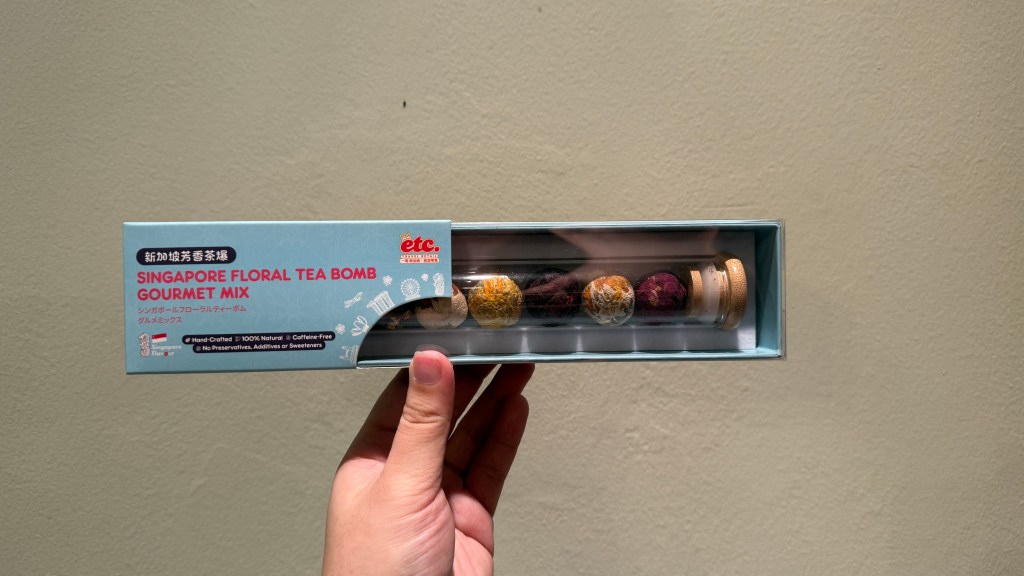 新加坡芳香茶爆
SINGAPORE FLORAL TEA BOMB
GOURMET MIX
シンガポールフローラルティーボム
グルメミックス
Hand-Crafted 100% Natural Caffeine-Free
No Preservatives, Additives or Sweeteners
Singapore
flavour
etc.